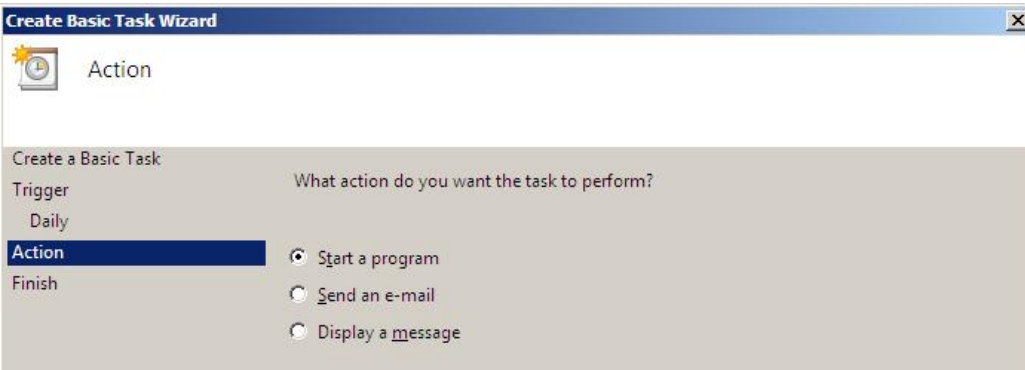 Create Basic Task Wizard
Action
Create a Basic Task
Trigger
Daily
Action
Finish
What action do you want the task to perform?
Start a program
Send an e-mail
Display a message